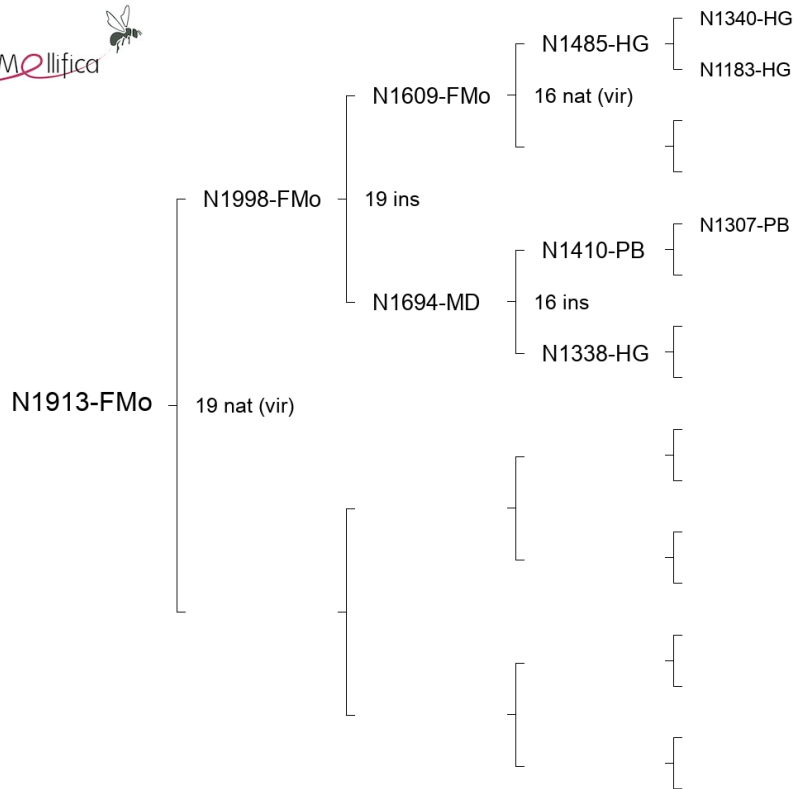 Mellifica
N1340-HG
N1485-HG
N1183-HG
N1609-FMo
16 nat (vir)
N1998-FMo
19 ins
N1307-PB
N1410-PB
N1694-MD
16 ins
N1338-HG
N1913-FMo
19 nat (vir)